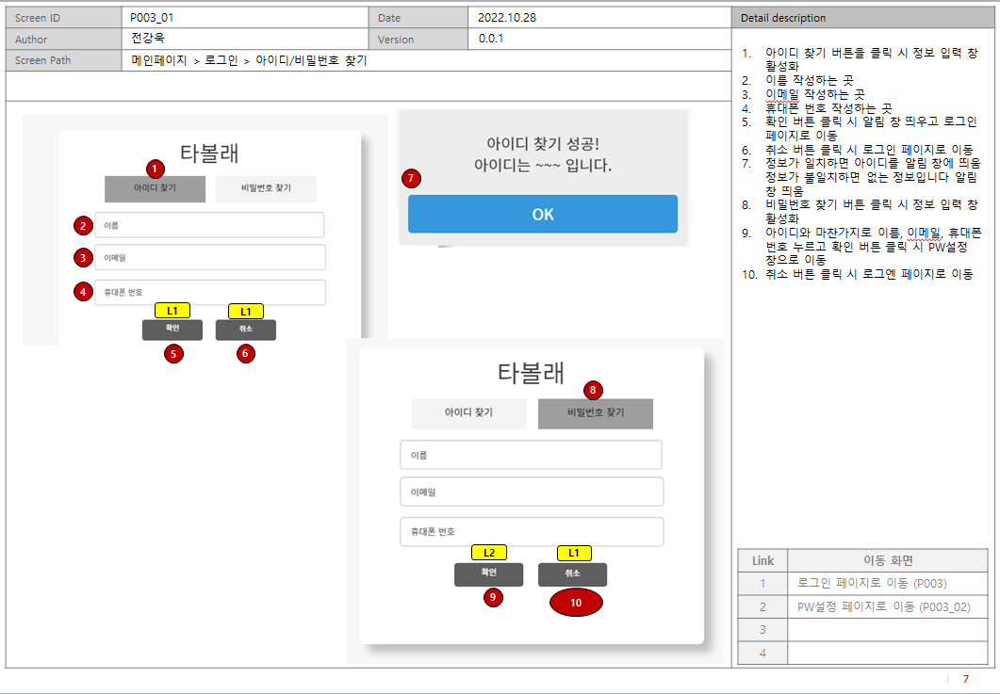 Screen ID
P003_01
Date
2022.10.28
Author
전강욱
Version
0.0.1
Screen Path
메인페이지 > 로그인 > 아이디/비밀번호 찾기
타볼래
1
아이디 찾기
비밀번호 찾기
2
이름
3
이메일
4
휴대폰 번호
L1
L1
확인
취소
5
6
아이디 찾기 성공!
아이디는 ~~~ 입니다.
7
OK
타볼래
8
아이디 찾기
비밀번호 찾기
이름
이메일
휴대폰 번호
L2
L1
확인
취소
9
10
Detail description
1. 아이디 찾기 버튼을 클릭 시 정보 입력 창
활성화
2. 이름 작성하는 곳
3. 이메일 작성하는 곳
4. 휴대폰 번호 작성하는 곳
5. 확인 버튼 클릭 시 알림 창 띄우고 로그인
페이지로 이동
6. 취소 버튼 클릭 시 로그인 페이지로 이동
7. 정보가 일치하면 아이디를 알림 창에 띄움
정보가 불일치하면 없는 정보입니다 알림
창 띄움
8. 비밀번호 찾기 버튼 클릭 시 정보 입력 창
활성화
9. 아이디와 마찬가지로 이름, 이메일, 휴대폰
번호 누르고 확인 버튼 클릭 시 PW설정
창으로 이동
10. 취소 버튼 클릭 시 로그엔 페이지로 이동
Link
이동 화면
1
로그인 페이지로 이동 (P003)
2
PW설정 페이지로 이동 (P003_02)
3
4
7